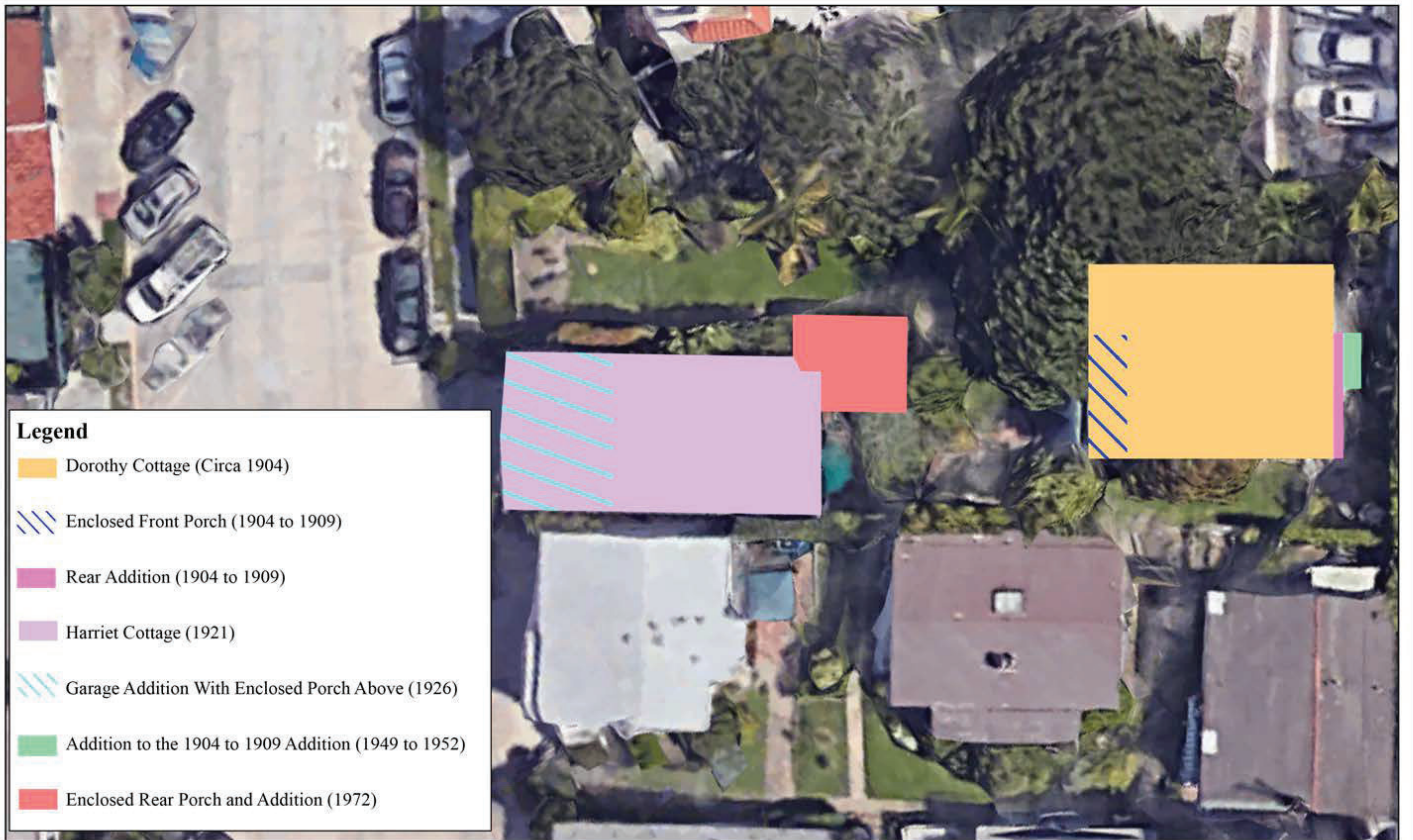 Legend
Dorothy Cottage (Circa 1904)
Enclosed Front Porch (1904 to 1909)
Rear Addition (1904 to 1909)
Harriet Cottage (1921)
Garage Addition With Enclosed Porch Above (1926)
Addition to the 1904 to 1909 Addition (1949 to 1952)
Enclosed Rear Porch and Addition (1972)